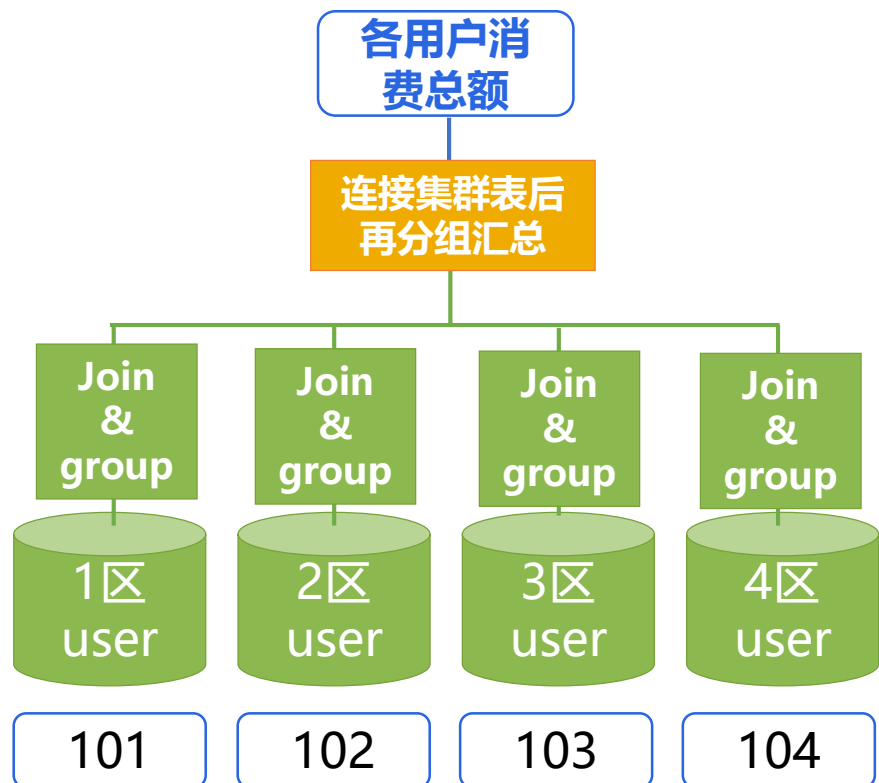 各用户消
费总额
连接集群表后
再分组汇总
Join
&
group
Join
&
group
Join
&
group
Join
&
group
1区
user
2区
user
3区
user
4区
user
101
102
103
104